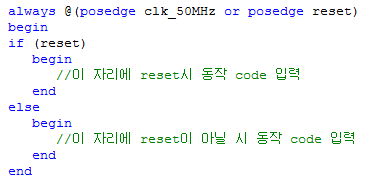 always @(posedge clk_50MHz or posedge reset)
begin
if (reset)
begin
//이 자리에 reset시 동작 code 입력
end
else
begin
//이 자리에 reset이 아닐 시 동작 code 입력
end
end